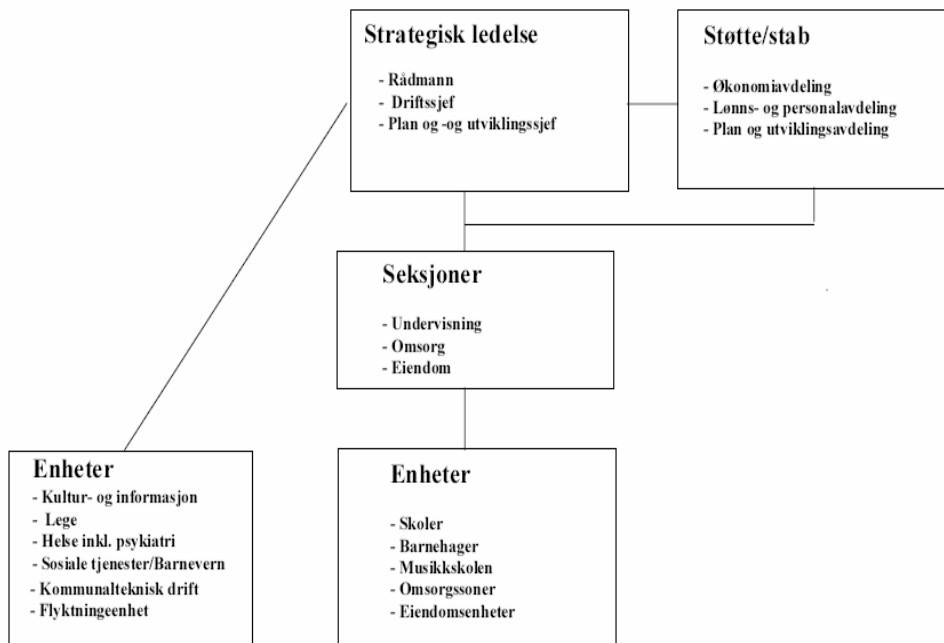 Strategisk ledelse
- Rådmann
- Driftssjef
- Plan og -og utviklingssjef
Støtte/stab
- Økonomiavdeling
- Lønns- og personalavdeling
- Plan og utviklingsavdeling
Seksjoner
- Undervisning
- Omsorg
- Eiendom
Enheter
- Kultur- og informasjon
- Lege
- Helse inkl. psykiatri
- Sosiale tjenester/Barnevern
- Kommunalteknisk drift
- Flyktningeenhet
Enheter
- Skoler
- Barnehager
- Musikkskolen
- Omsorgssoner
- Eiendomsenheter